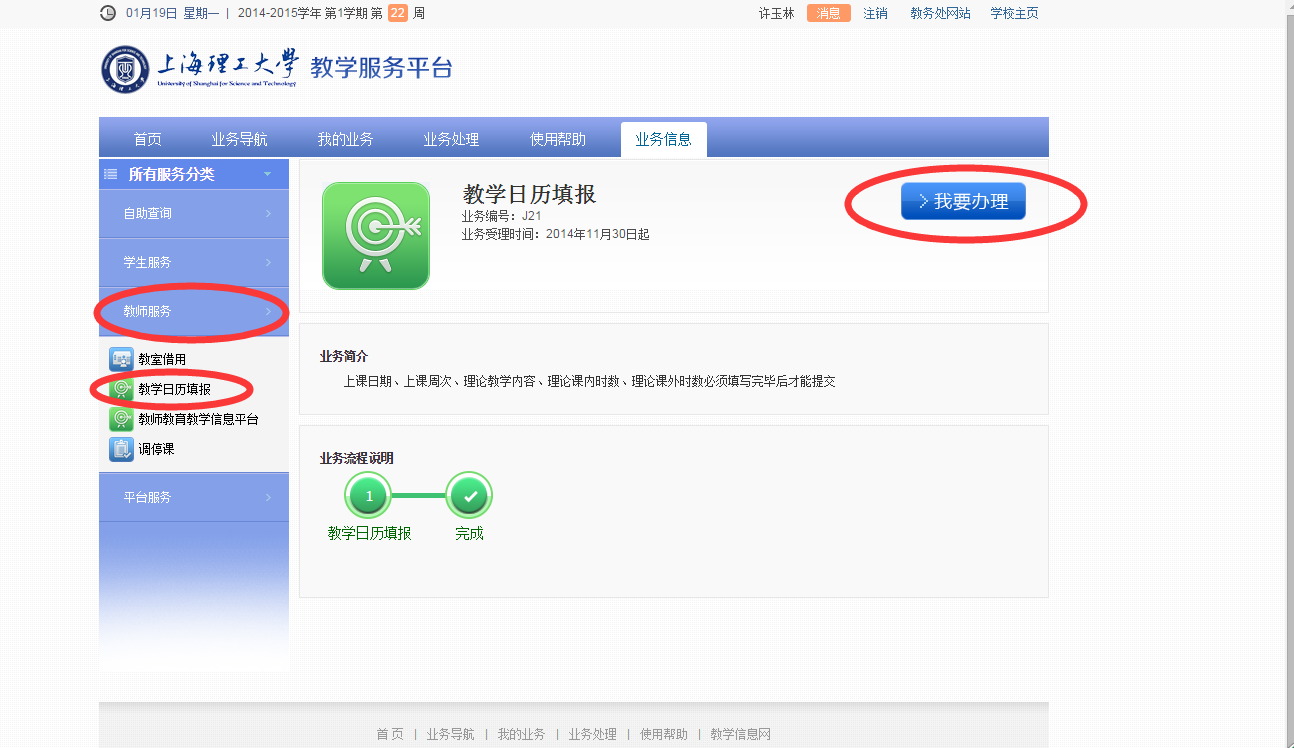 01月19日 星期一 | 2014-2015学年 第1学期 第 22 周
许玉林 消息 注销 教务处网站 学校主页
上海理工大學 教学服务平台
University of Shanghai for Science and Technology
首页 业务导航 我的业务 业务处理 使用帮助 业务信息
所有服务分类
自助查询
学生服务
教师服务
教室借用
教学日历填报
教师教育教学信息平台
调停课
平台服务
教学日历填报
业务编号：J21
业务受理时间：2014年11月30日起
我要办理
业务简介
上课日期、上课周次、理论教学内容、理论课内时数、理论课外时数必须填写完毕后才能提交
业务流程说明
1
教学日历填报 完成
首 页 | 业务导航 | 我的业务 | 业务处理 | 使用帮助 | 教学信息网